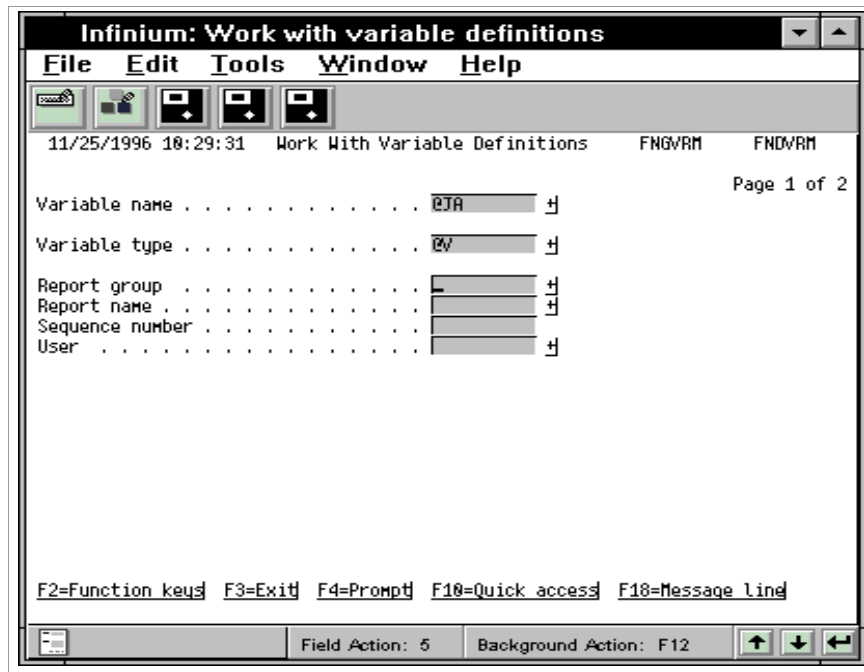 Infinium: Work with variable definitions
File Edit Tools Window Help
11/25/1996 10:29:31 Work With Variable Definitions FNGVRM FNDVRM
Page 1 of 2
Variable name . . . . . . . . . . . . . @JA +
Variable type . . . . . . . . . . . . . @V +
Report group . . . . . . . . . . . . . _ +
Report name . . . . . . . . . . . . . . +
Sequence number . . . . . . . . . . . .
User . . . . . . . . . . . . . . . . . +
F2=Function keys F3=Exit F4=Prompt F10=Quick access F18=Message line
Field Action: 5 Background Action: F12